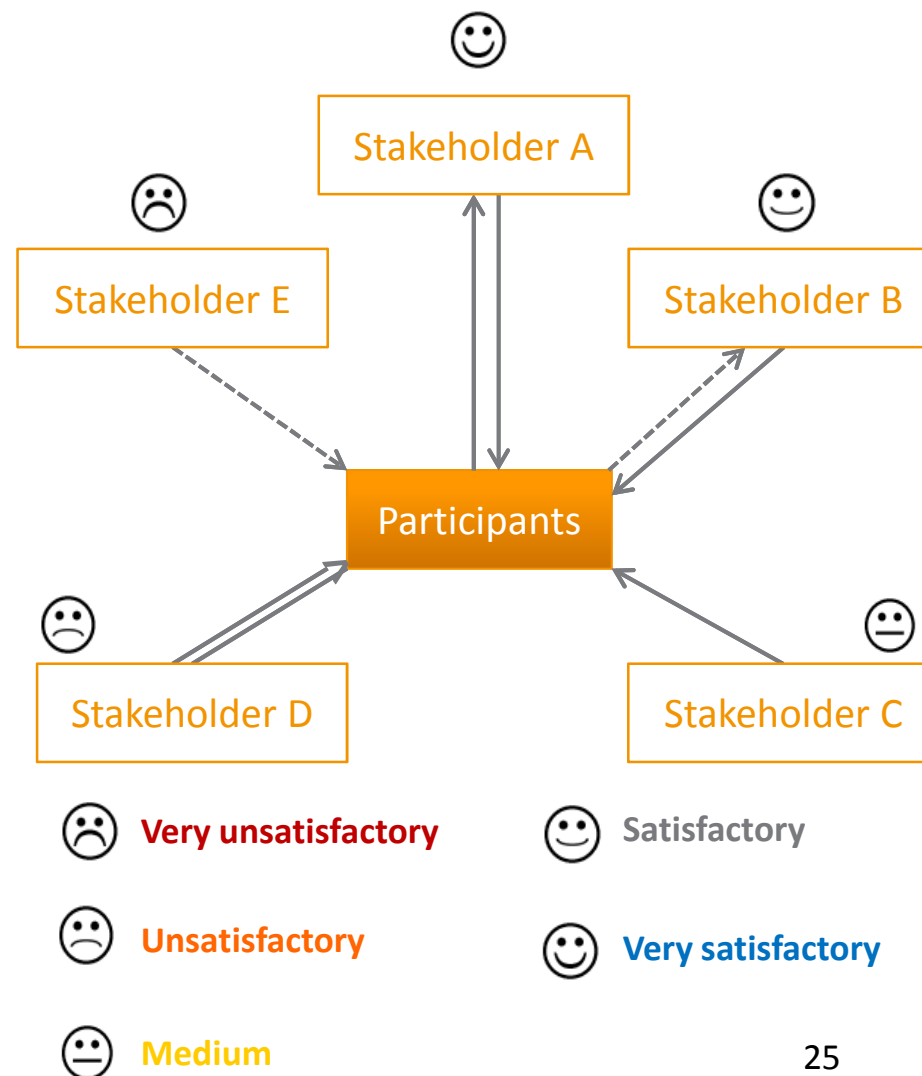 Stakeholder A
Stakeholder E
Stakeholder B
Participants
Stakeholder D
Stakeholder C
Very unsatisfactory
Satisfactory
Unsatisfactory
Very satisfactory
Medium
25